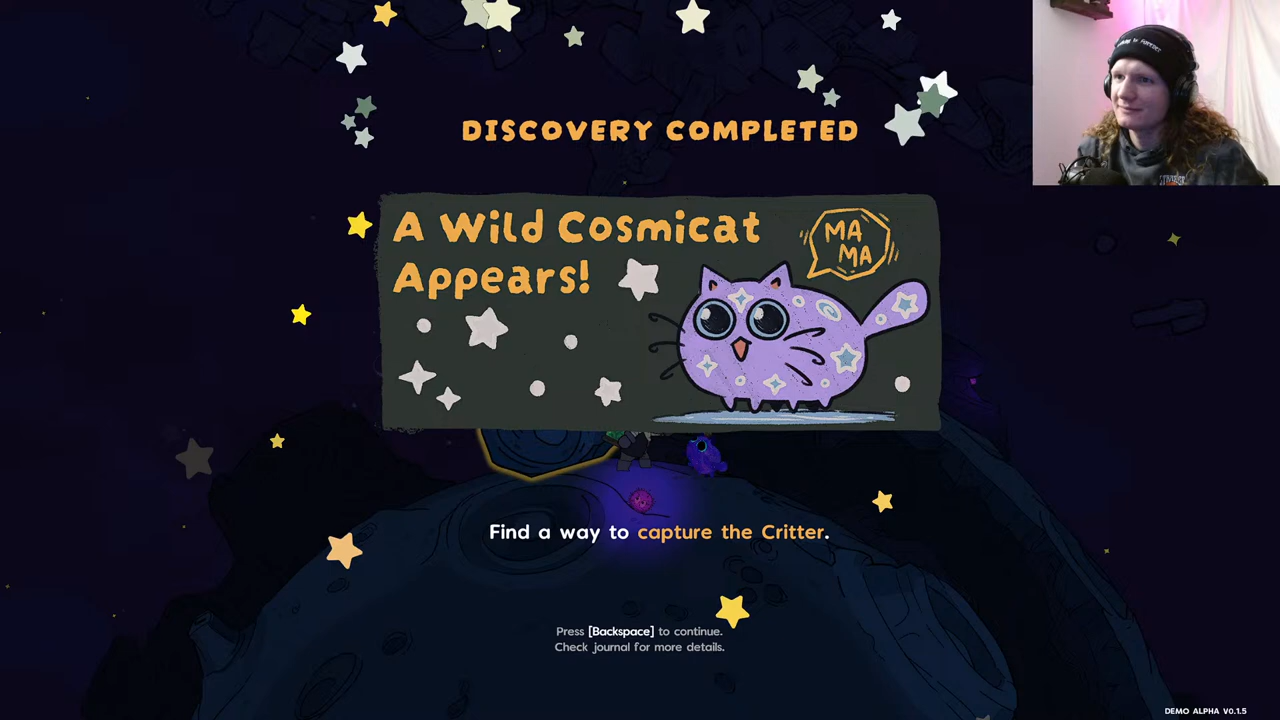 DISCOVERY COMPLETED
A Wild Cosmicat
Appears!
MA
MA
Find a way to capture the Critter.
Press [Backspace] to continue.
Check journal for more details.
DEMO ALPHA V0.1.5